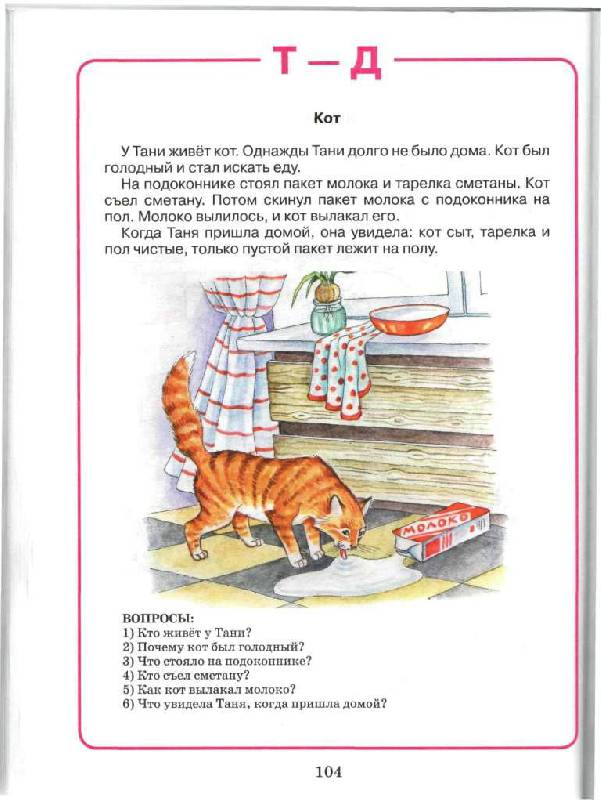 Т — Д
Кот
У Тани живёт кот. Однажды Тани долго не было дома. Кот был
голодный и стал искать еду.
На подоконнике стоял пакет молока и тарелка сметаны. Кот
съел сметану. Потом скинул пакет молока с подоконника на
пол. Молоко вылилось, и кот вылакал его.
Когда Таня пришла домой, она увидела: кот сыт, тарелка и
пол чистые, только пустой пакет лежит на полу.
МОЛОКО
ВОПРОСЫ:
1) Кто живёт у Тани?
2) Почему кот был голодный?
3) Что стояло на подоконнике?
4) Кто съел сметану?
5) Как кот вылакал молоко?
6) Что увидела Таня, когда пришла домой?
104